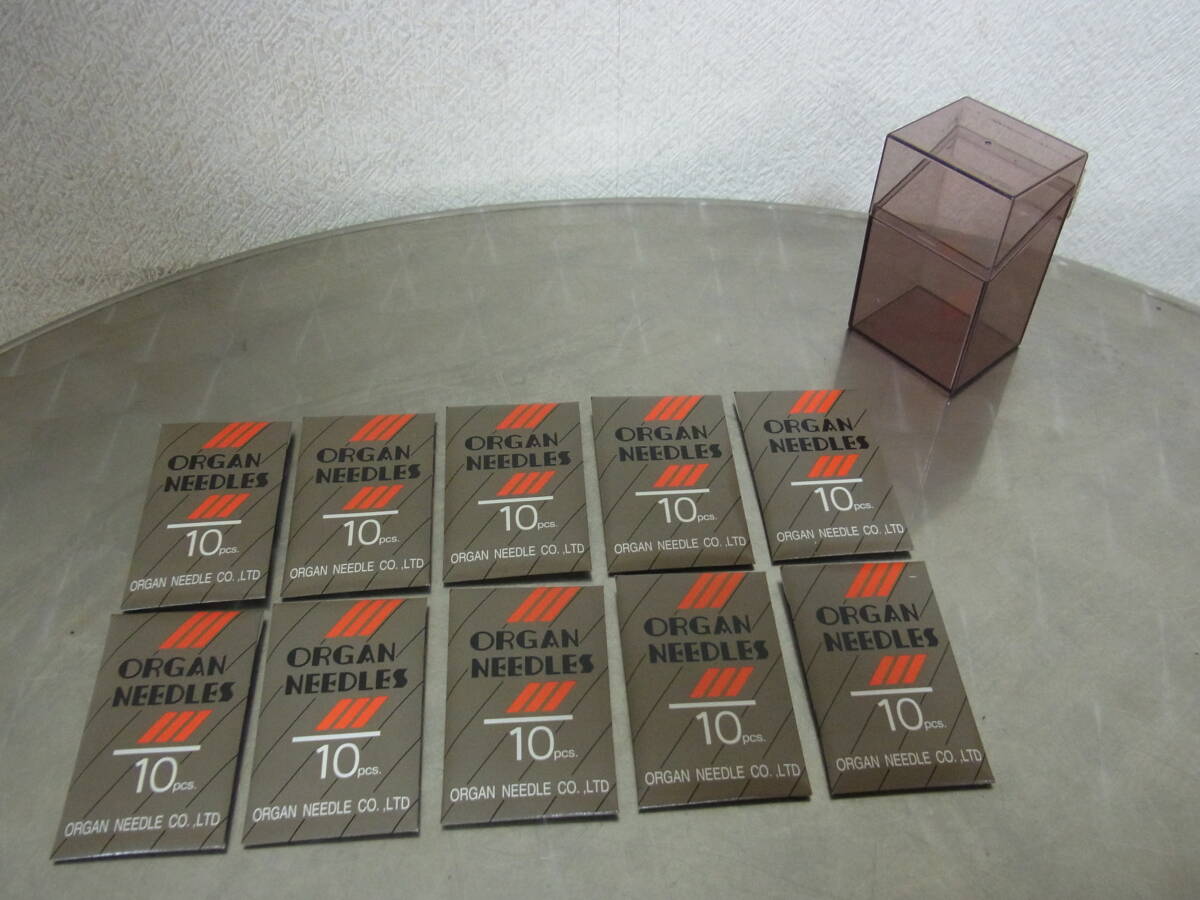 ORGAN
NEEDLES
10pcs.
ORGAN NEEDLE CO.,LTD
ORGAN
NEEDLES
10pcs.
ORGAN NEEDLE CO.,LTD
ORGAN
NEEDLES
10pcs.
ORGAN NEEDLE CO.,LTD
ORGAN
NEEDLES
10pcs.
ORGAN NEEDLE CO.,LTD
ORGAN
NEEDLES
10pcs.
ORGAN NEEDLE CO.,LTD
ORGAN
NEEDLES
10pcs.
ORGAN NEEDLE CO.,LTD
ORGAN
NEEDLES
10pcs.
ORGAN NEEDLE CO.,LTD
ORGAN
NEEDLES
10pcs.
ORGAN NEEDLE CO.,LTD
ORGAN
NEEDLES
10pcs.
ORGAN NEEDLE CO.,LTD
ORGAN
NEEDLES
10pcs.
ORGAN NEEDLE CO.,LTD